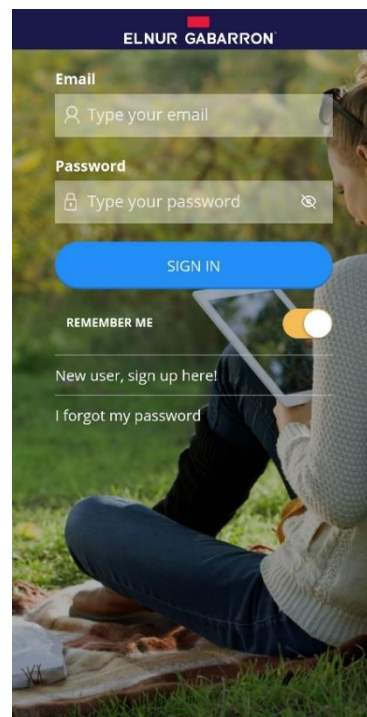 ELNUR GABARRON
Email
Type your email
Password
Type your password
SIGN IN
REMEMBER ME
New user, sign up here!
I forgot my password